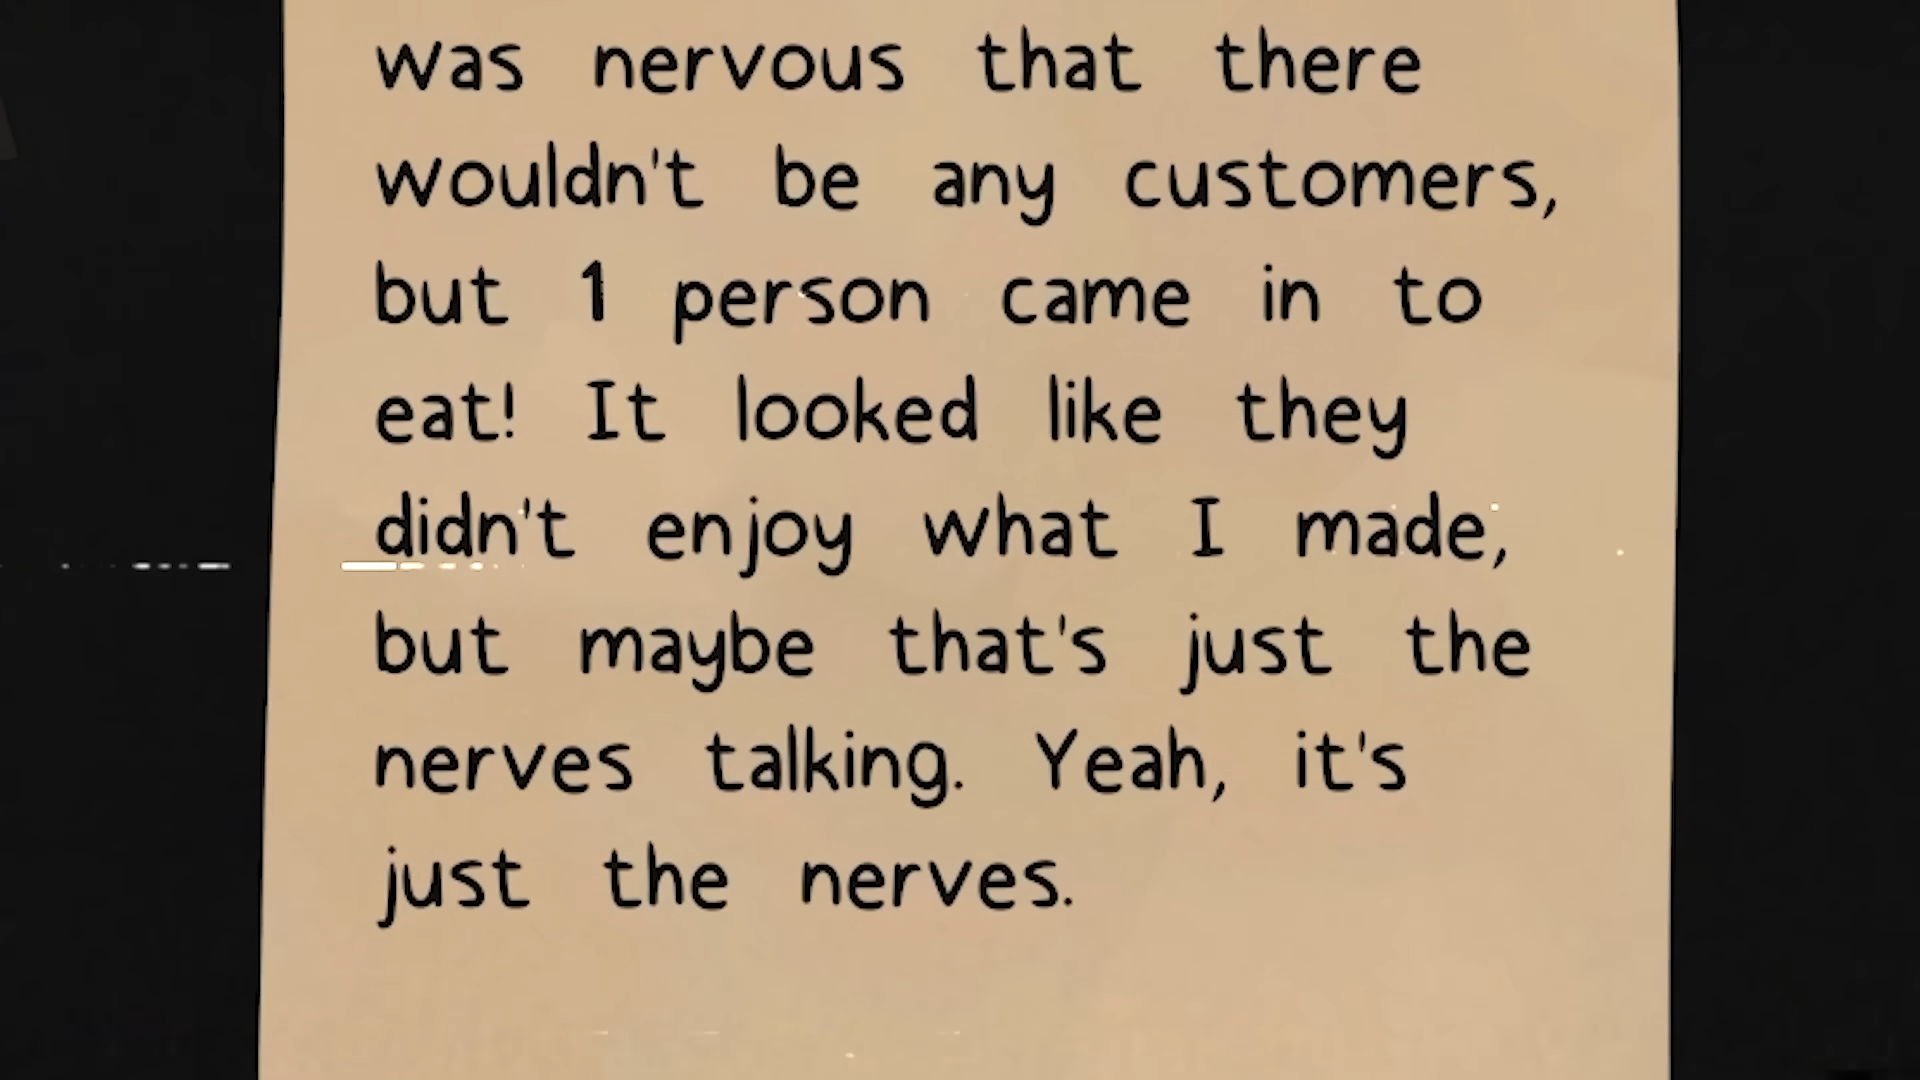 was nervous that there
wouldn't be any customers,
but 1 person came in to
eat! It looked like they
didn't enjoy what I made,
but maybe that's just the
nerves talking. Yeah, it's
just the nerves.